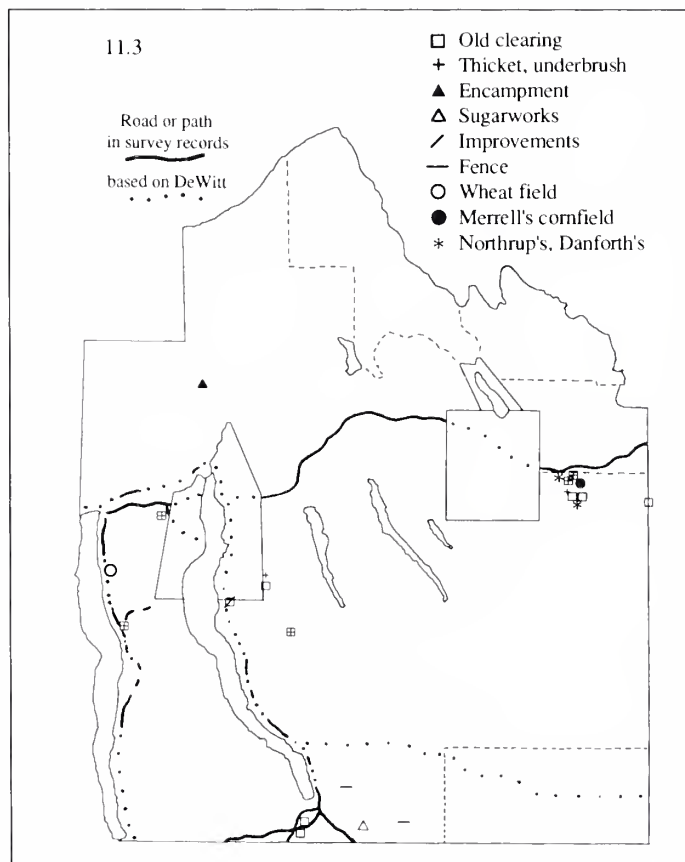 11.3
Road or path
in survey records
based on DeWitt
Old clearing
Thicket, underbrush
Encampment
Sugarworks
Improvements
Fence
Wheat field
Merrell's cornfield
Northrup's, Danforth's